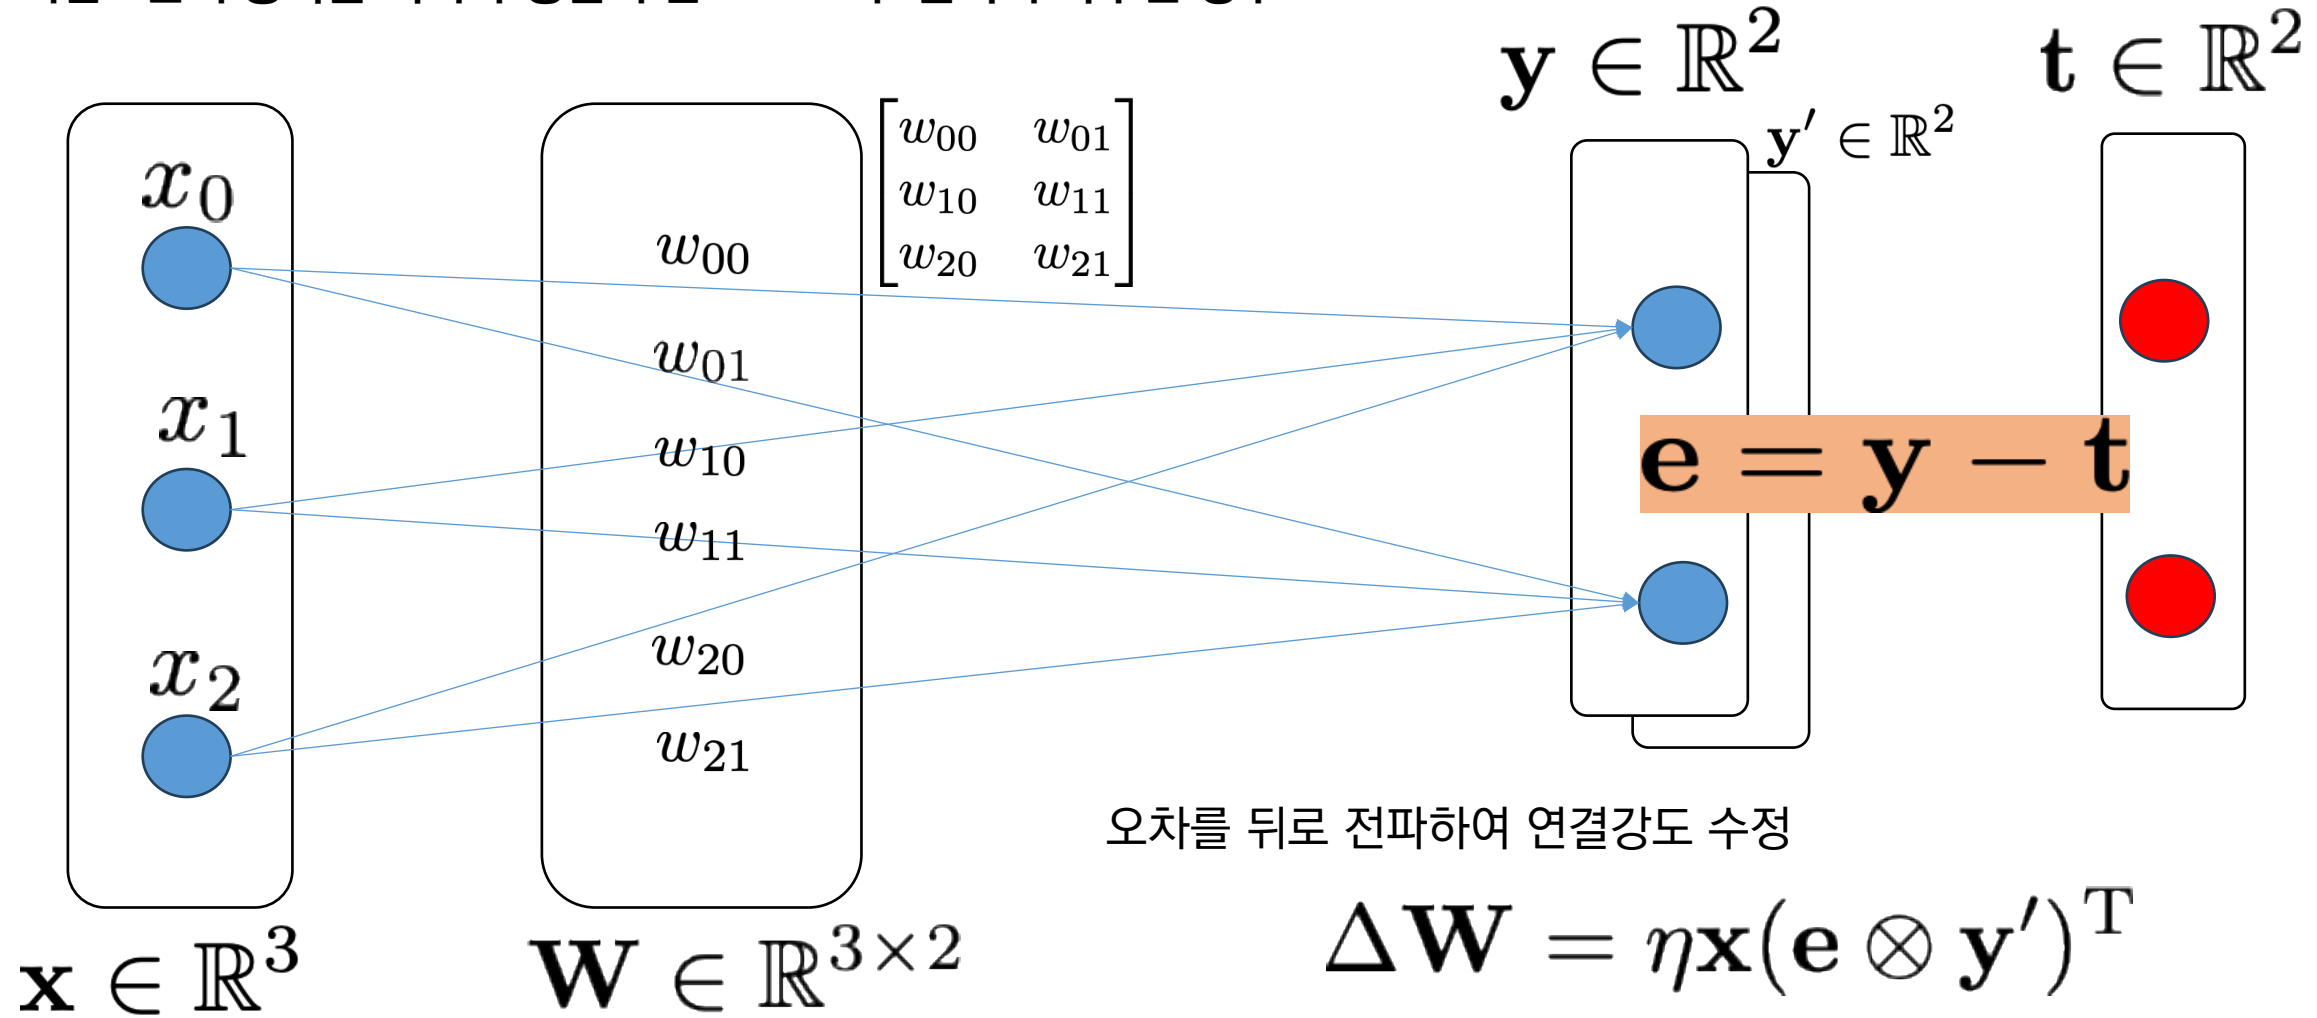 y ∈ ℝ²
t ∈ ℝ²
y′ ∈ ℝ²
w₀₀ w₀₁
w₁₀ w₁₁
w₂₀ w₂₁
x₀
w₀₀
w₀₁
x₁
w₁₀
e = y − t
w₁₁
x₂
w₂₀
w₂₁
오차를 뒤로 전파하여 연결강도 수정
x ∈ ℝ³
W ∈ ℝ³ˣ²
ΔW = ηx(e ⊗ y′)ᵀ